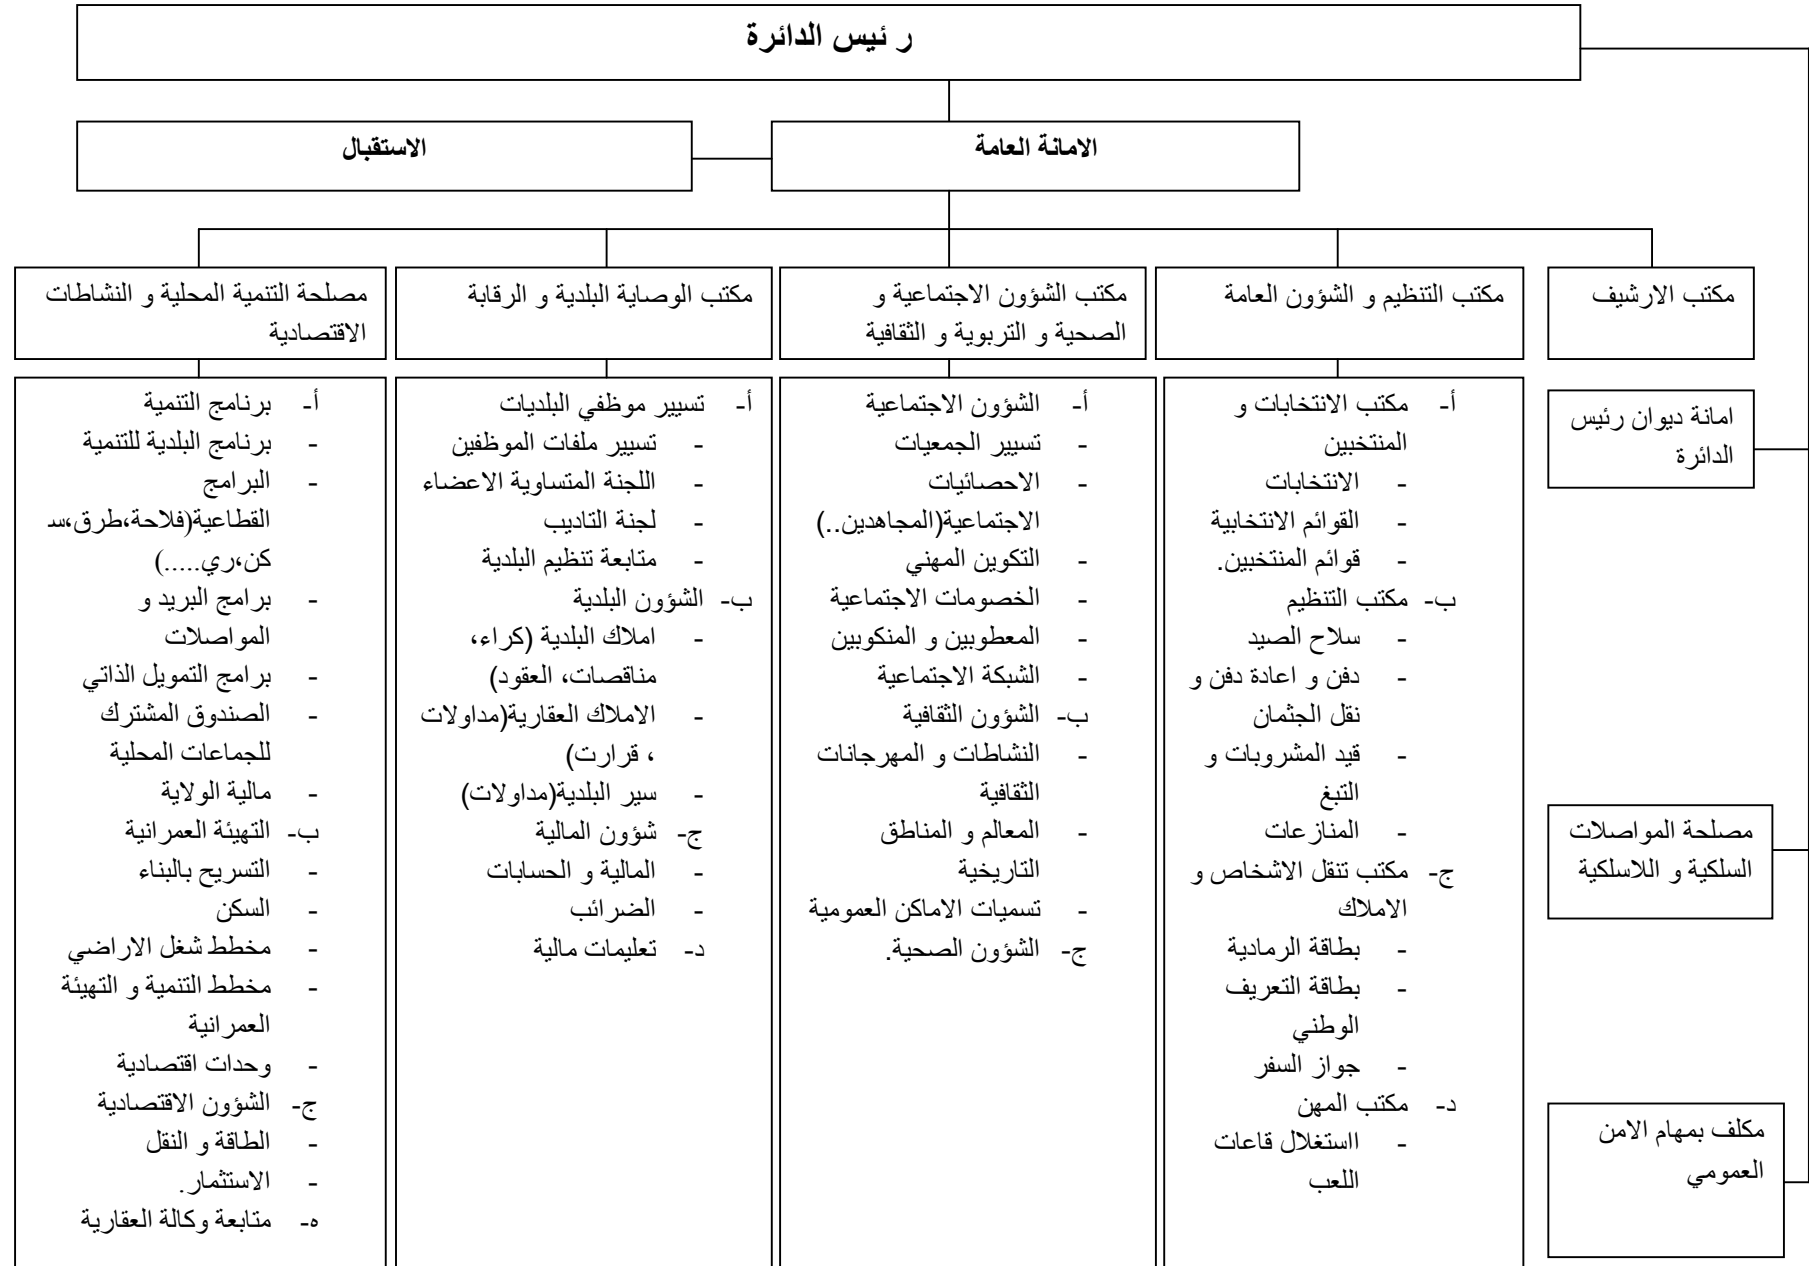 ر ئيس الدائرة
الامانة العامة
الاستقبال
مكتب الارشيف
مكتب التنظيم و الشؤون العامة
مكتب الشؤون الاجتماعية و
الصحية و التربوية و الثقافية
مكتب الوصاية البلدية و الرقابة
مصلحة التنمية المحلية و النشاطات
الاقتصادية
امانة ديوان رئيس
الدائرة
مصلحة المواصلات
السلكية و اللاسلكية
مكلف بمهام الامن
العمومي
أ- مكتب الانتخابات و
المنتخبين
- الانتخابات
- القوائم الانتخابية
- قوائم المنتخبين.
ب- مكتب التنظيم
- سلاح الصيد
- دفن و اعادة دفن و
نقل الجثمان
- قيد المشروبات و
التبغ
- المنازعات
ج- مكتب تنقل الاشخاص و
الاملاك
- بطاقة الرمادية
- بطاقة التعريف
الوطني
- جواز السفر
د- مكتب المهن
- ااستغلال قاعات
اللعب
أ- الشؤون الاجتماعية
- تسيير الجمعيات
- الاحصائيات
الاجتماعية(المجاهدين..)
- التكوين المهني
- الخصومات الاجتماعية
- المعطوبين و المنكوبين
- الشبكة الاجتماعية
ب- الشؤون الثقافية
- النشاطات و المهرجانات
الثقافية
- المعالم و المناطق
التاريخية
- تسميات الاماكن العمومية
ج- الشؤون الصحية.
أ- تسيير موظفي البلديات
- تسيير ملفات الموظفين
- اللجنة المتساوية الاعضاء
- لجنة التاديب
- متابعة تنظيم البلدية
ب- الشؤون البلدية
- املاك البلدية (كراء،
مناقصات، العقود)
- الاملاك العقارية(مداولات
، قرارت)
- سير البلدية(مداولات)
ج- شؤون المالية
- المالية و الحسابات
- الضرائب
د- تعليمات مالية
أ- برنامج التنمية
- برنامج البلدية للتنمية
- البرامج
القطاعية(فلاحة،طرق،سـ
كن،ري.....)
- برامج البريد و
المواصلات
- برامج التمويل الذاتي
- الصندوق المشترك
للجماعات المحلية
- مالية الولاية
ب- التهيئة العمرانية
- التسريح بالبناء
- السكن
- مخطط شغل الاراضي
- مخطط التنمية و التهيئة
العمرانية
- وحدات اقتصادية
ج- الشؤون الاقتصادية
- الطاقة و النقل
- الاستثمار.
ه- متابعة وكالة العقارية